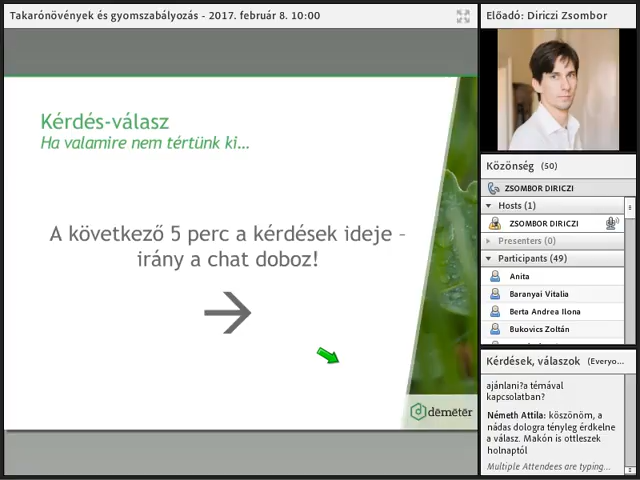 Takarónövények és gyomszabályozás - 2017. február 8. 10:00
Kérdés-válasz
Ha valamire nem tértünk ki...
A következő 5 perc a kérdések ideje –
irány a chat doboz!
demeter
Előadó: Diriczi Zsombor
Közönség (50)
ZSOMBOR DIRICZI
Hosts (1)
ZSOMBOR DIRICZI
Presenters (0)
Participants (49)
Anita
Baranyai Vitalia
Berta Andrea Ilona
Bukovics Zoltán
Kérdések, válaszok (Everyo...
ajánlani?a témával
kapcsolatban?
Németh Attila: köszönöm, a
nádas dologra tényleg érdkelne
a válasz. Makón is ottleszek
holnaptól
Multiple Attendees are typing...